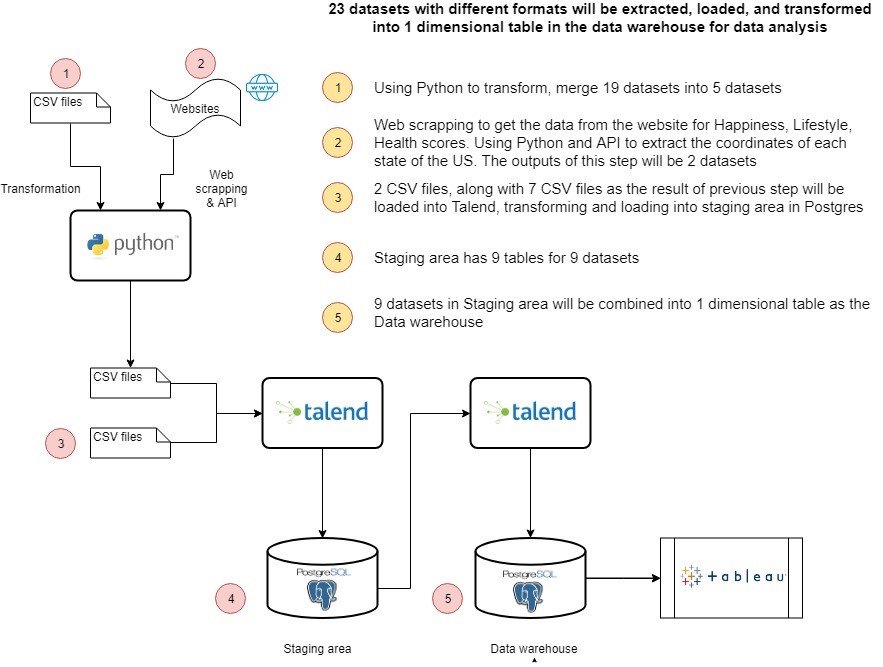 23 datasets with different formats will be extracted, loaded, and transformed
into 1 dimensional table in the data warehouse for data analysis
1
2
CSV files
Websites
WWW
Transformation
Web
scrapping
& API
python™
1
Using Python to transform, merge 19 datasets into 5 datasets
2
Web scrapping to get the data from the website for Happiness, Lifestyle,
Health scores. Using Python and API to extract the coordinates of each
state of the US. The outputs of this step will be 2 datasets
3
2 CSV files, along with 7 CSV files as the result of previous step will be
loaded into Talend, transforming and loading into staging area in Postgres
4
Staging area has 9 tables for 9 datasets
5
9 datasets in Staging area will be combined into 1 dimensional table as the
Data warehouse
CSV files
3
CSV files
talend
talend
4
PostgreSQL
Staging area
5
PostgreSQL
Data warehouse
+ableau